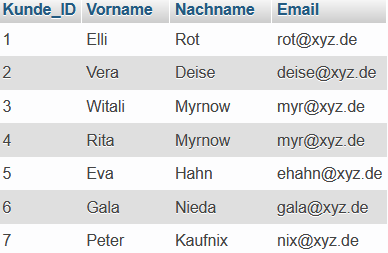 Kunde_ID Vorname Nachname Email
1 Elli Rot rot@xyz.de
2 Vera Deise deise@xyz.de
3 Witali Myrnow myr@xyz.de
4 Rita Myrnow myr@xyz.de
5 Eva Hahn ehahn@xyz.de
6 Gala Nieda gala@xyz.de
7 Peter Kaufnix nix@xyz.de